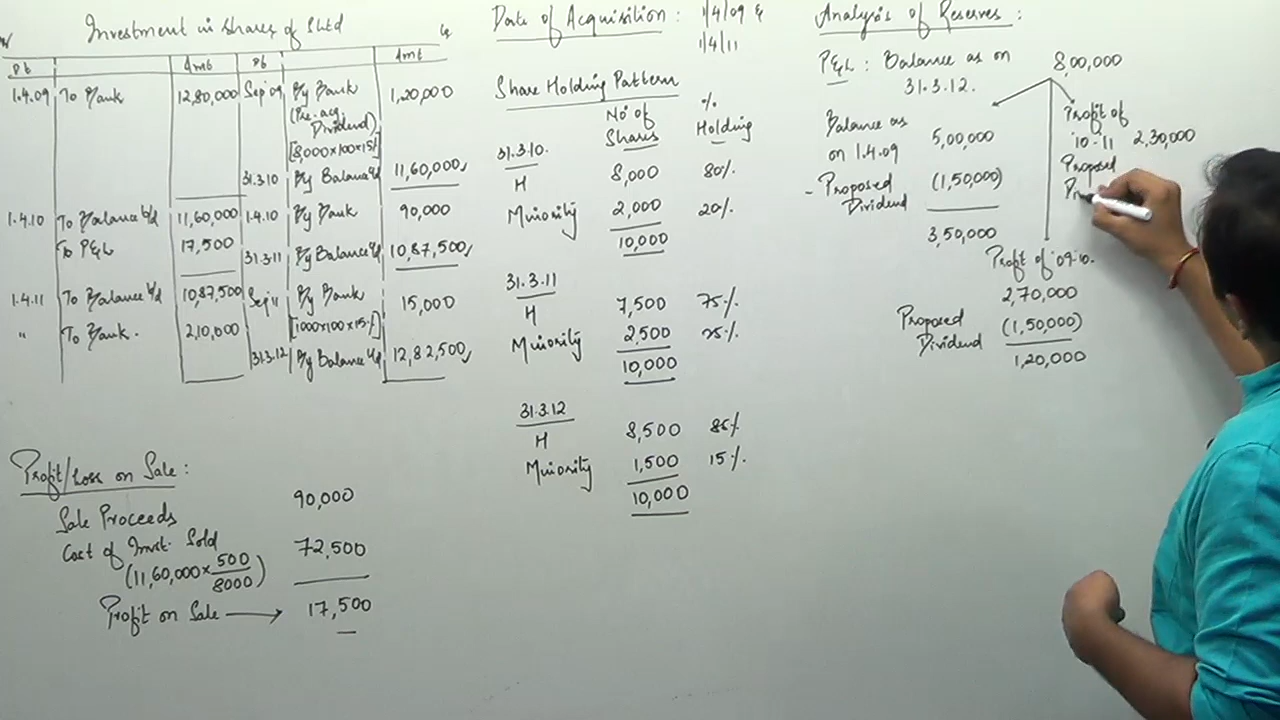 Investment in Shares of S Ltd
Dt Amt Dt Amt
1.4.09 To Bank 12,80,000 Sep 09 By Bank 1,20,000
(Pre-acq. Dividend)
[8,000×100×15%]
31.3.10 By Balance c/d 11,60,000
1.4.10 To Balance b/d 11,60,000 1.4.10 By Bank 90,000
To P&L 17,500 31.3.11 By Balance c/d 10,87,500
1.4.11 To Balance b/d 10,87,500 Sep 11 By Bank 15,000
" To Bank. 2,10,000 [1000×100×15%]
31.3.12 By Balance c/d 12,82,500
Profit/Loss on Sale :
Sale Proceeds 90,000
Cost of Invst. Sold 72,500
(11,60,000 × 500/8000)
Profit on Sale → 17,500
Date of Acquisition : 1/4/09 &
1/4/11
Share Holding Pattern
No of Shares % Holding
31.3.10.
H 8,000 80%
Minority 2,000 20%
10,000
31.3.11
H 7,500 75%
Minority 2,500 25%
10,000
31.3.12
H 8,500 85%
Minority 1,500 15%
10,000
Analysis of Reserves :
P&L : Balance as on 8,00,000
31.3.12.
Balance as
on 1.4.09 5,00,000
- Proposed
Dividend (1,50,000)
3,50,000
Profit of '09-10.
2,70,000
Proposed
Dividend (1,50,000)
1,20,000
Profit of
'10-11 2,30,000
Proposed